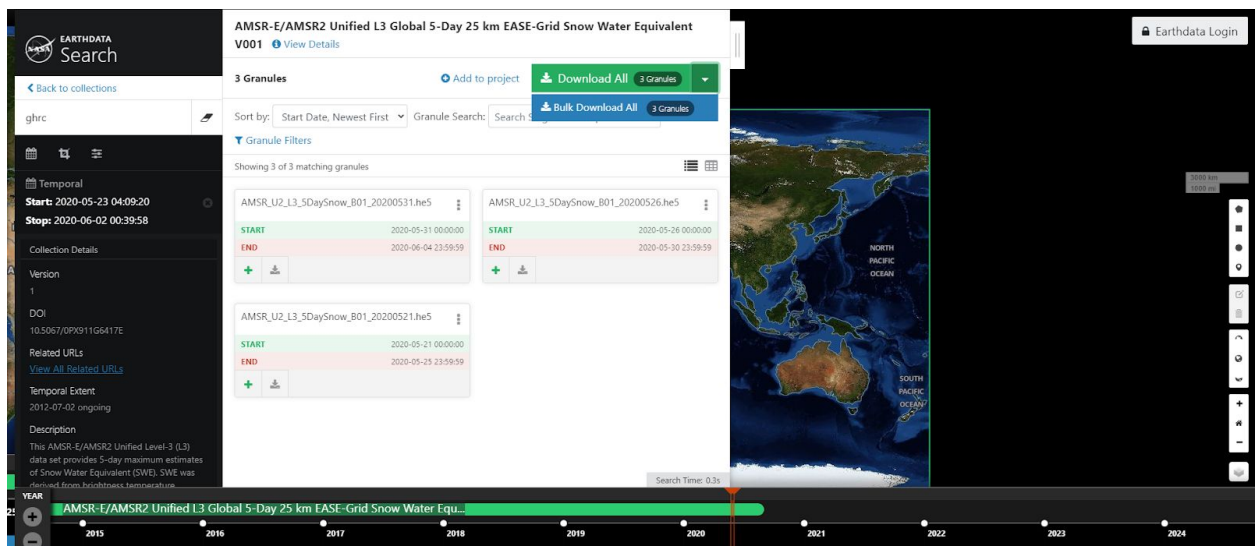 EARTHDATA
Search
Back to collections
ghrc
Temporal
Start: 2020-05-23 04:09:20
Stop: 2020-06-02 00:39:58
Collection Details
Version
1
DOI
10.5067/0PX911G6417E
Related URLs
View All Related URLs
Temporal Extent
2012-07-02 ongoing
Description
This AMSR-E/AMSR2 Unified Level-3 (L3)
data set provides 5-day maximum estimates
of Snow Water Equivalent (SWE). SWE was
derived from brightness temperature
AMSR-E/AMSR2 Unified L3 Global 5-Day 25 km EASE-Grid Snow Water Equivalent
V001 View Details
3 Granules Add to project Download All 3 Granules
Bulk Download All 3 Granules
Sort by: Start Date, Newest First Granule Search: Search
Granule Filters
Showing 3 of 3 matching granules
AMSR_U2_L3_5DaySnow_B01_20200531.he5
START 2020-05-31 00:00:00
END 2020-06-04 23:59:59
AMSR_U2_L3_5DaySnow_B01_20200526.he5
START 2020-05-26 00:00:00
END 2020-05-30 23:59:59
AMSR_U2_L3_5DaySnow_B01_20200521.he5
START 2020-05-21 00:00:00
END 2020-05-25 23:59:59
Search Time: 0.3s
Earthdata Login
3000 km
1000 mi
NORTH
PACIFIC
OCEAN
SOUTH
PACIFIC
OCEAN
YEAR
AMSR-E/AMSR2 Unified L3 Global 5-Day 25 km EASE-Grid Snow Water Equ...
2015 2016 2017 2018 2019 2020 2021 2022 2023 2024